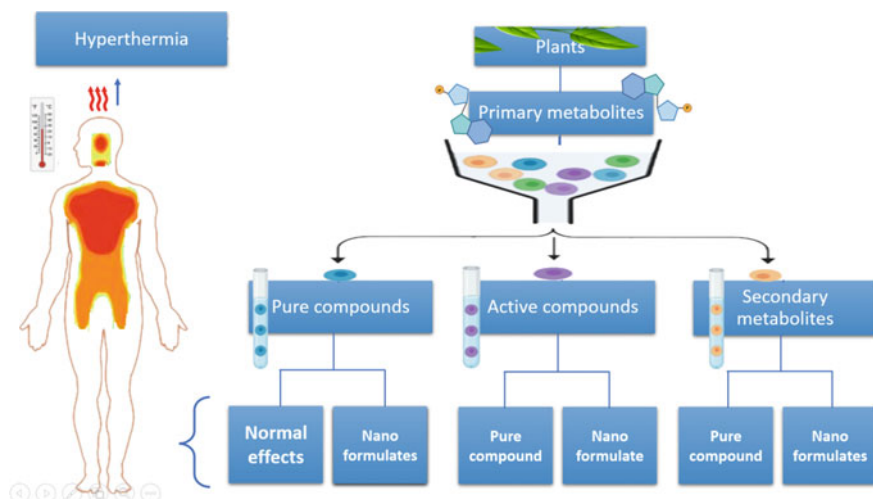 Hyperthermia
Plants
Primary metabolites
Pure compounds
Active compounds
Secondary
metabolites
Normal
effects
Nano
formulates
Pure
compound
Nano
formulate
Pure
compound
Nano
formulates